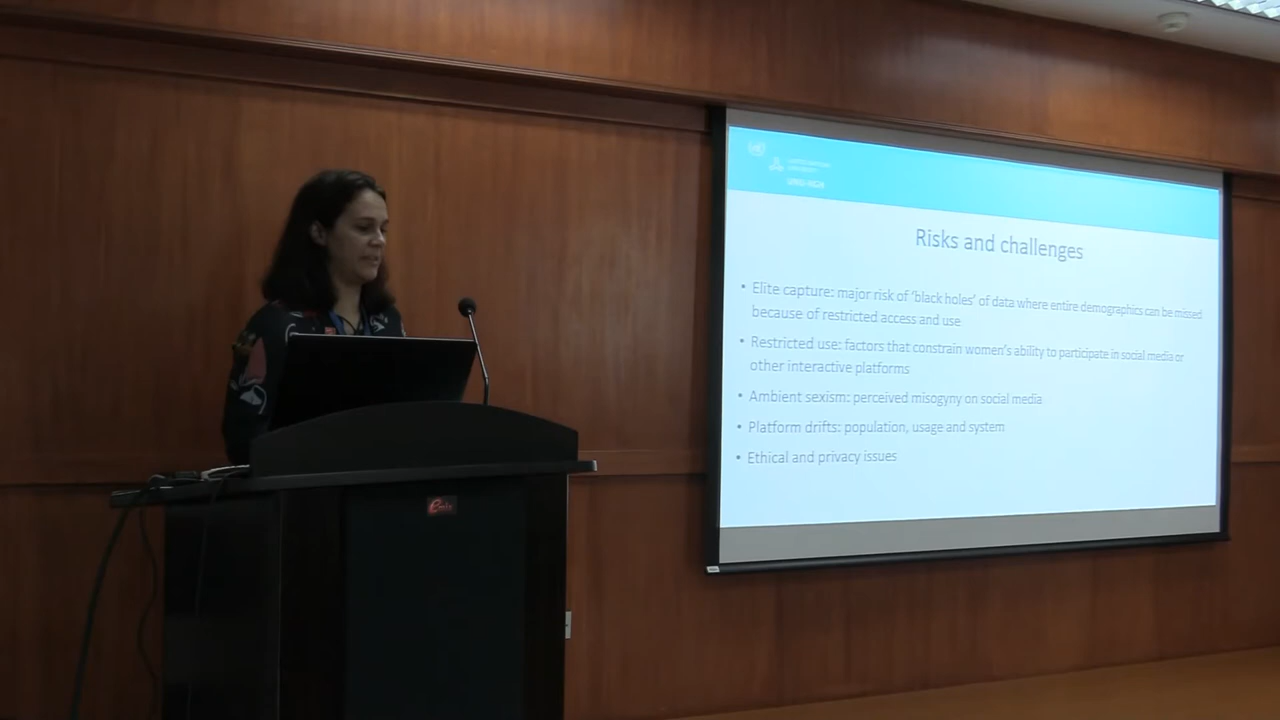 UNITED NATIONS
UNIVERSITY
Risks and challenges
• Elite capture: major risk of 'black holes' of data where entire demographics can be missed
because of restricted access and use
• Restricted use: factors that constrain women's ability to participate in social media or
other interactive platforms
• Ambient sexism: perceived misogyny on social media
• Platform drifts: population, usage and system
• Ethical and privacy issues